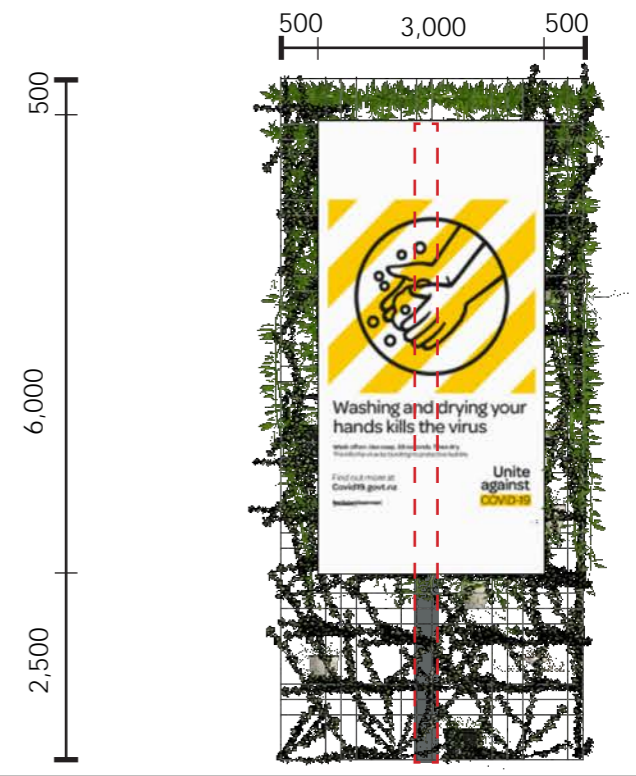 500
3,000
500
500
6,000
2,500
Washing and drying your
hands kills the virus
Find out more at
Covid19.govt.nz
Unite
against
COVID-19